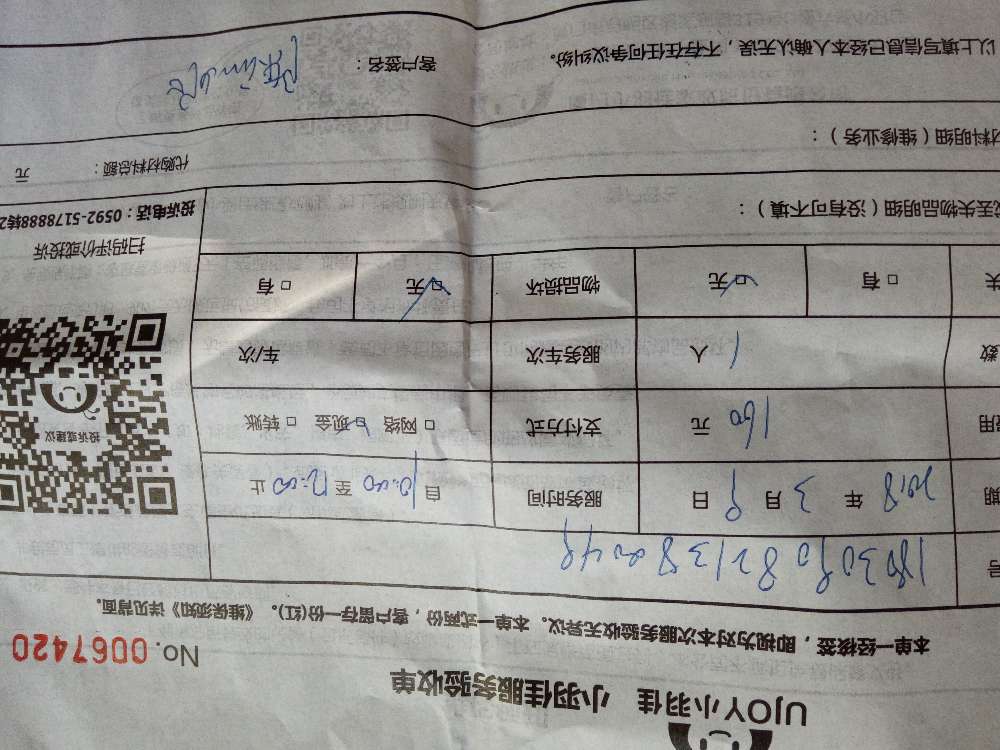 UJOY小羽佳 小羽佳服务验收单
No. 0067420
本单一经核签，即视为对本次服务验收无异议。本单一式两份，客户留存一份(红)。《维保须知》详见背面。
号
期 2018 年 3 月 9 日 服务时间 自 10:00 至 12:00 止
用 160 元 支付方式 □ 网络 □ 现金 □ 转账
数 1 人 服务车次 车/次
失 □ 有 □ 无 物品损坏 □ 无 □ 有
投诉或建议
扫码评价或投诉
投诉电话：0592-5178888转2
丢失物品明细（没有可不填）：
材料明细（维修业务）： 代购材料总额： 元
以上填写信息已经本人确认无误，不存在任何争议纠纷。 客户签名：